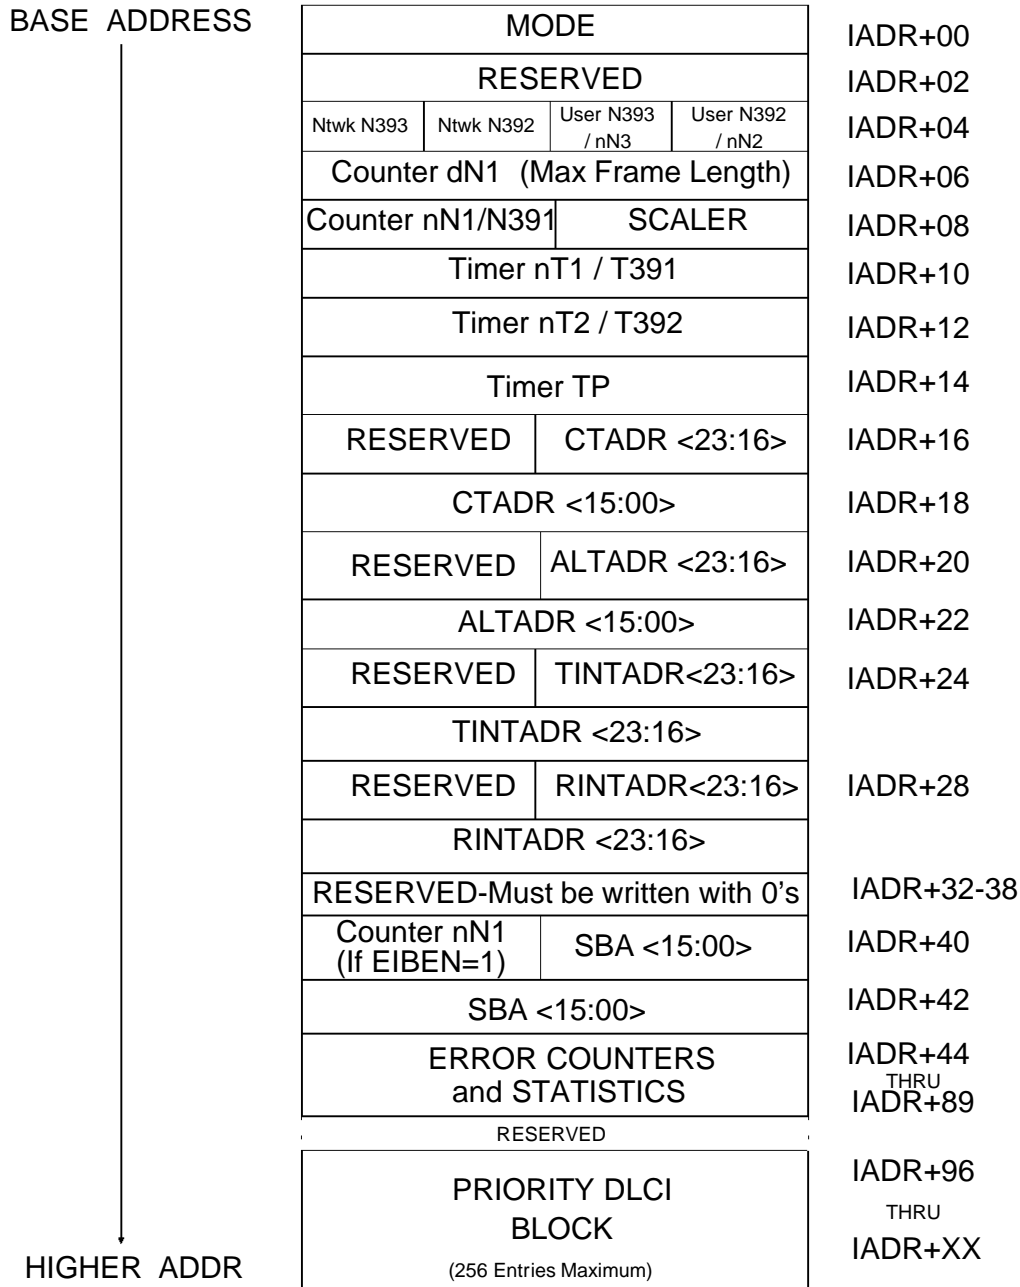 BASE ADDRESS
MODE
IADR+00
RESERVED
IADR+02
Ntwk N393
Ntwk N392
User N393
/ nN3
User N392
/ nN2
IADR+04
Counter dN1 (Max Frame Length)
IADR+06
Counter nN1/N391
SCALER
IADR+08
Timer nT1 / T391
IADR+10
Timer nT2 / T392
IADR+12
Timer TP
IADR+14
RESERVED
CTADR <23:16>
IADR+16
CTADR <15:00>
IADR+18
RESERVED
ALTADR <23:16>
IADR+20
ALTADR <15:00>
IADR+22
RESERVED
TINTADR<23:16>
IADR+24
TINTADR <23:16>
RESERVED
RINTADR<23:16>
IADR+28
RINTADR <23:16>
RESERVED-Must be written with 0's
IADR+32-38
Counter nN1
(If EIBEN=1)
SBA <15:00>
IADR+40
SBA <15:00>
IADR+42
ERROR COUNTERS
and STATISTICS
IADR+44
THRU
IADR+89
RESERVED
PRIORITY DLCI
BLOCK
(256 Entries Maximum)
IADR+96
THRU
IADR+XX
HIGHER ADDR